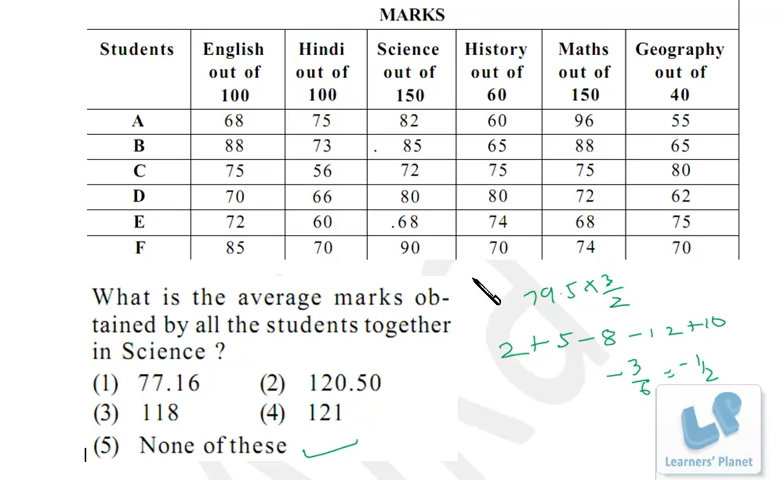 MARKS
Students English out of 100 Hindi out of 100 Science out of 150 History out of 60 Maths out of 150 Geography out of 40
A 68 75 82 60 96 55
B 88 73 . 85 65 88 65
C 75 56 72 75 75 80
D 70 66 80 80 72 62
E 72 60 .68 74 68 75
F 85 70 90 70 74 70
What is the average marks ob-
tained by all the students together
in Science ?
(1) 77.16 (2) 120.50
(3) 118 (4) 121
(5) None of these
79.5 × 3/2
2 + 5 - 8 - 12 + 10
- 3/6 = - 1/2
LP
Learners' Planet